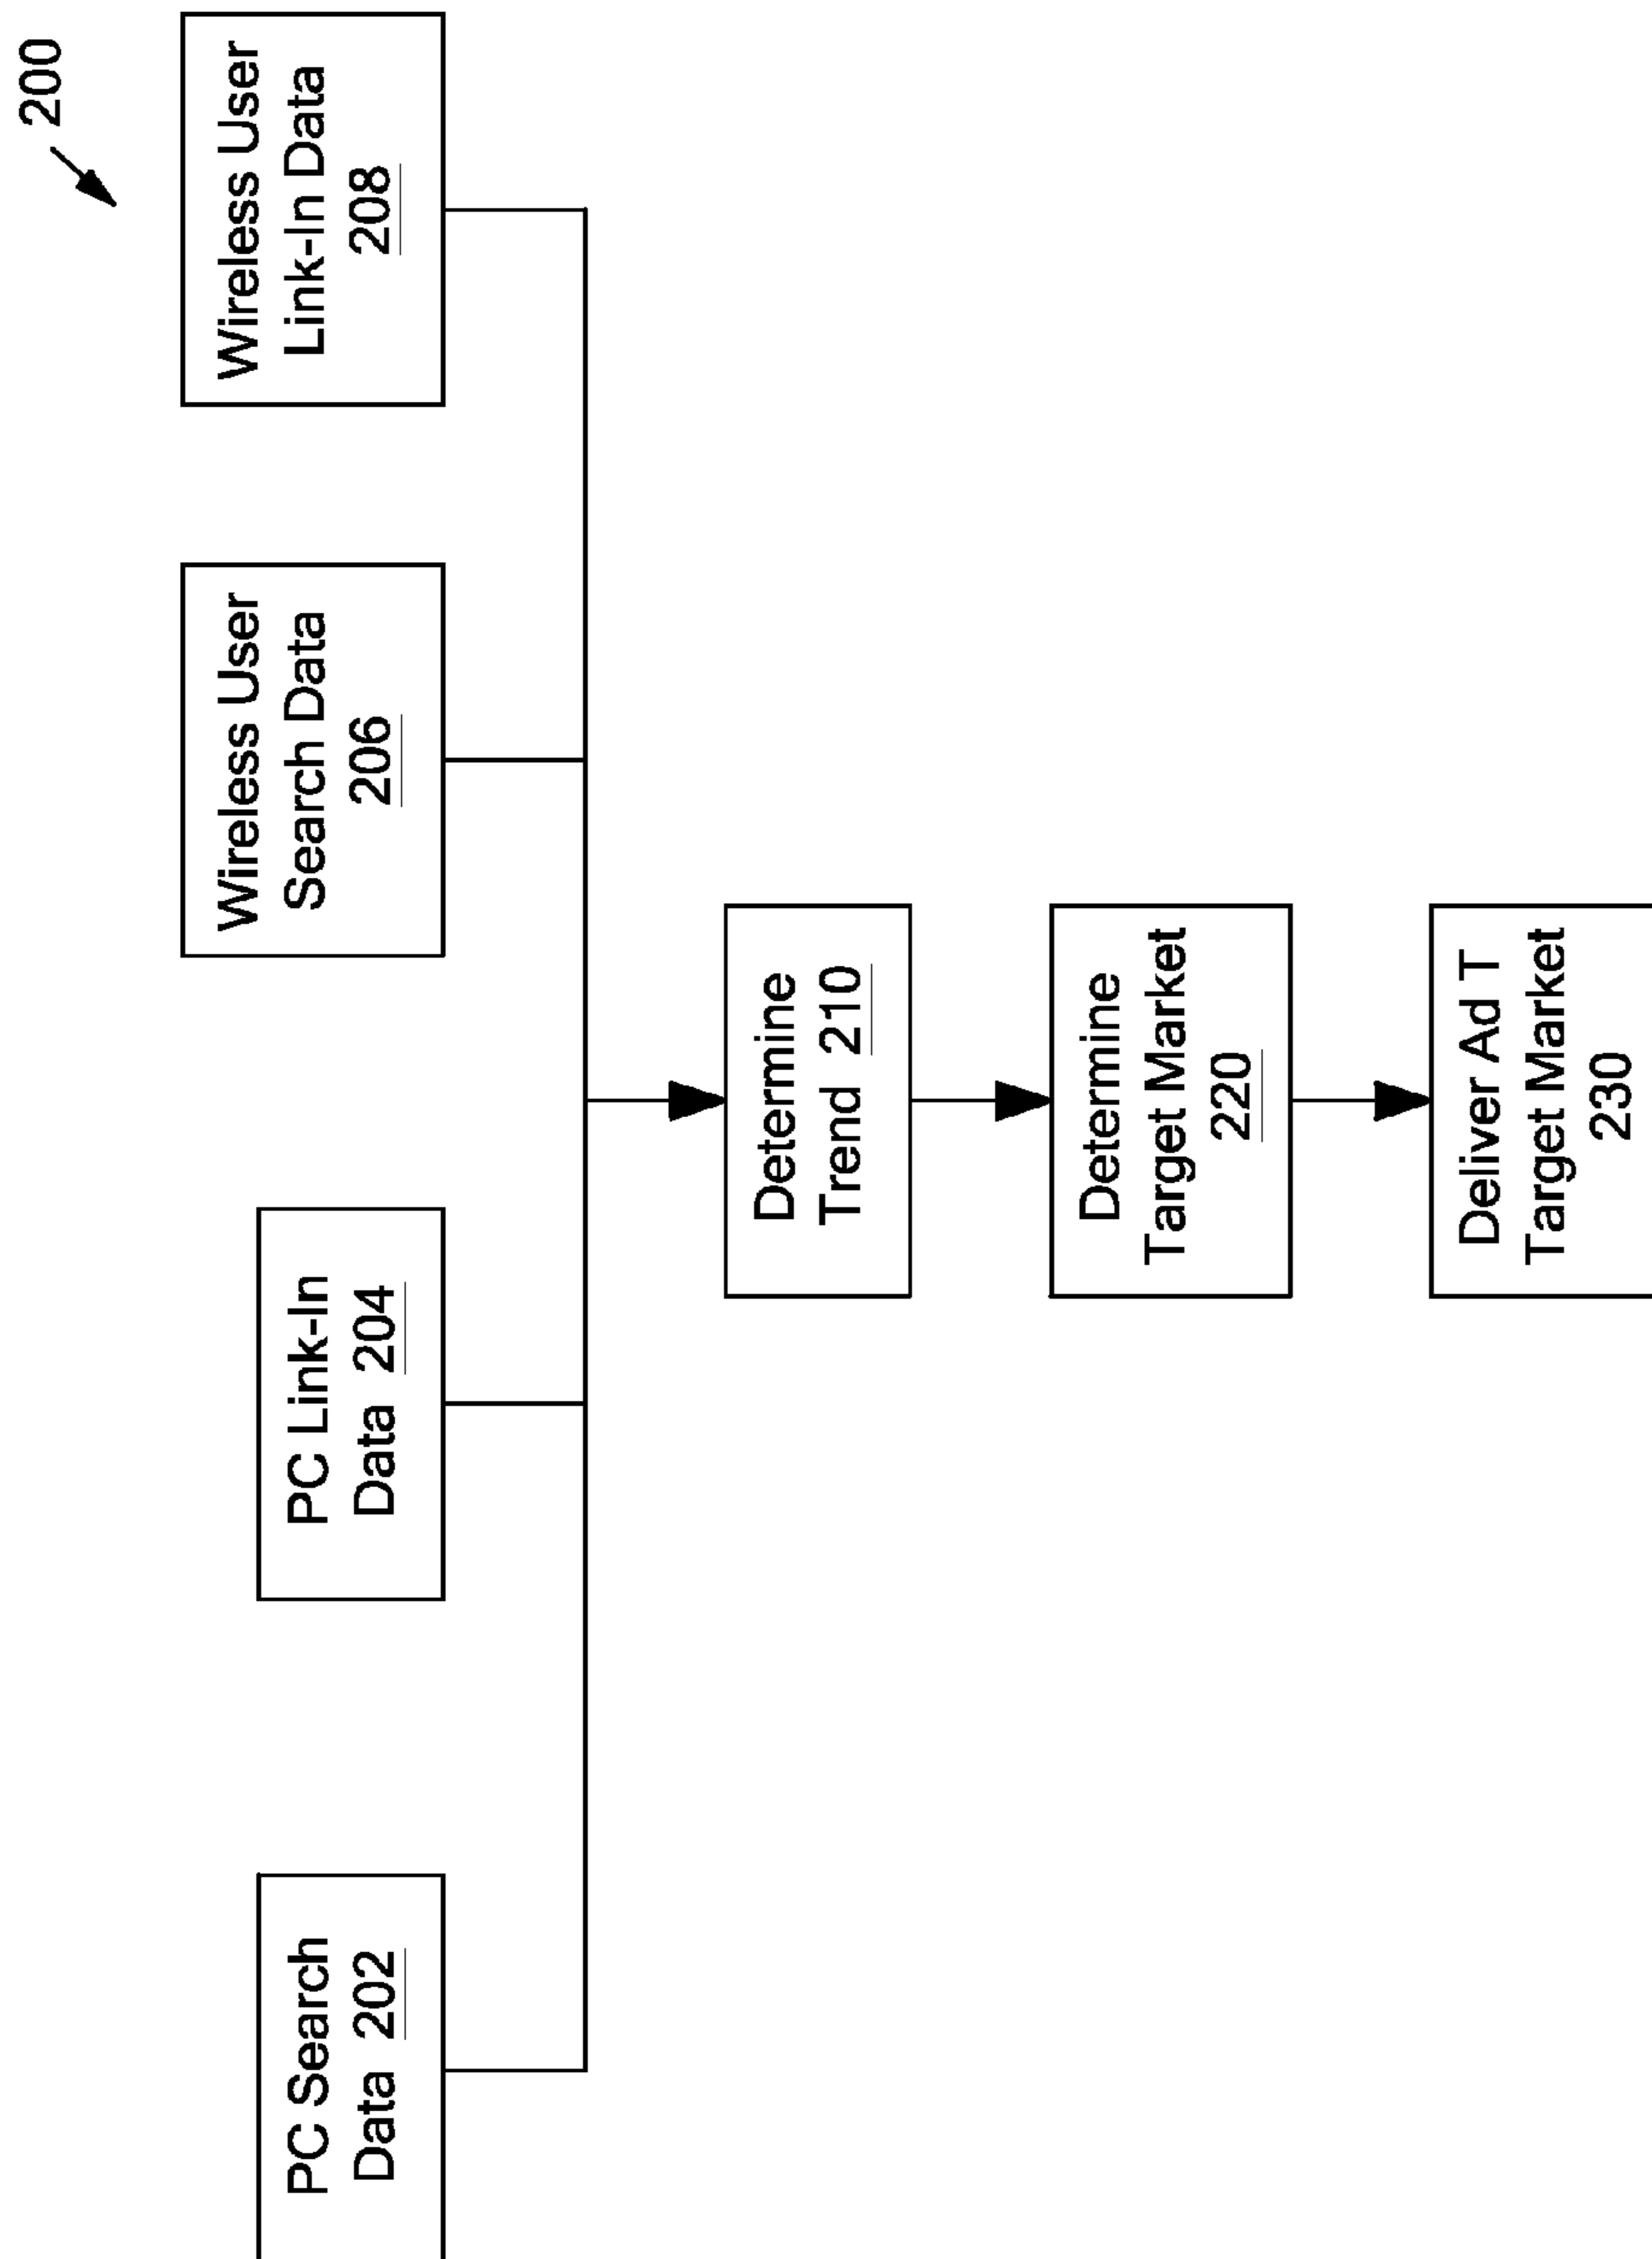 200
PC Search
Data 202
PC Link-In
Data 204
Wireless User
Search Data
206
Wireless User
Link-In Data
208
Determine
Trend 210
Determine
Target Market
220
Deliver Ad T
Target Market
230